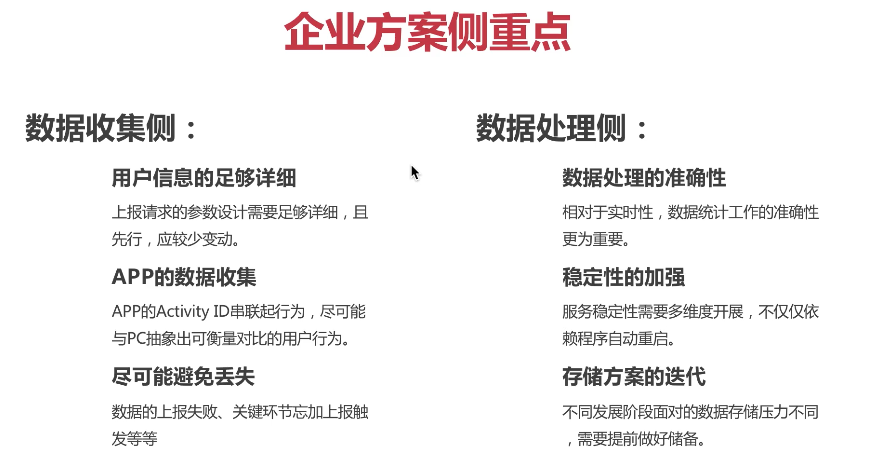 企业方案侧重点
数据收集侧：
用户信息的足够详细
上报请求的参数设计需要足够详细，且
先行，应较少变动。
APP的数据收集
APP的Activity ID串联起行为，尽可能
与PC抽象出可衡量对比的用户行为。
尽可能避免丢失
数据的上报失败、关键环节忘加上报触
发等等
数据处理侧：
数据处理的准确性
相对于实时性，数据统计工作的准确性
更为重要。
稳定性的加强
服务稳定性需要多维度开展，不仅仅依
赖程序自动重启。
存储方案的迭代
不同发展阶段面对的数据存储压力不同
，需要提前做好储备。